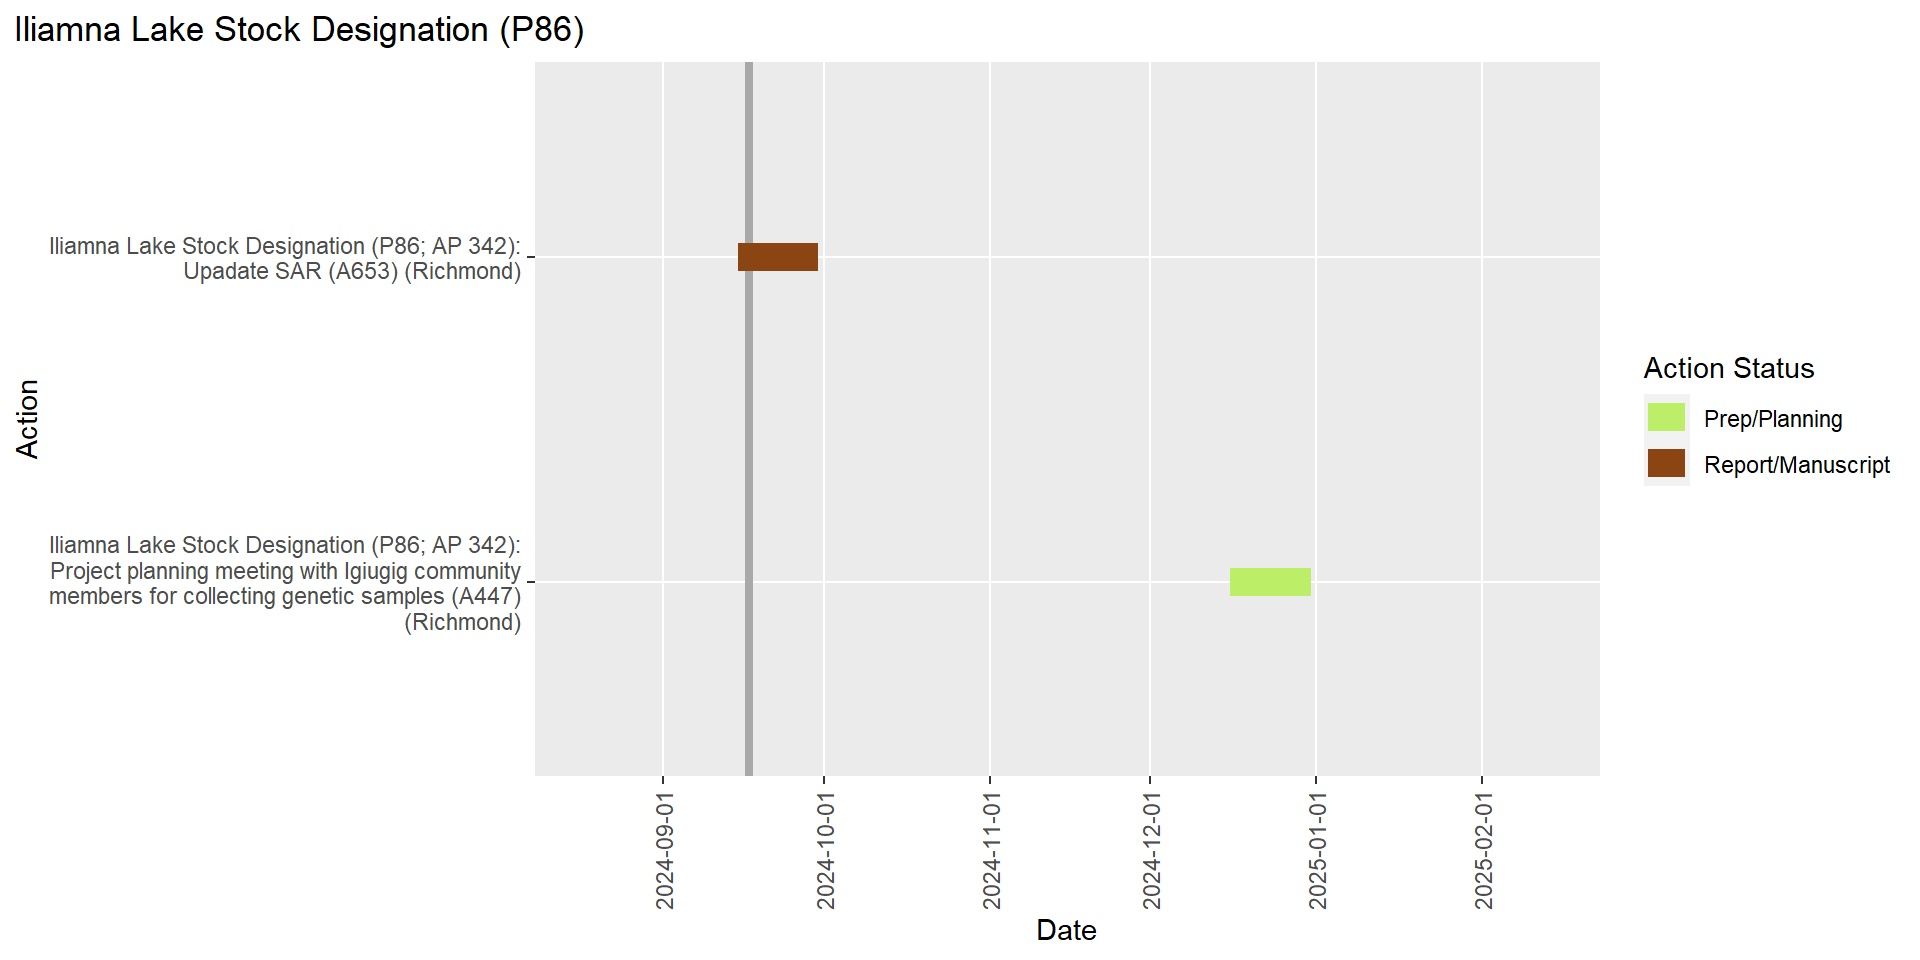 Iliamna Lake Stock Designation (P86)
Action
Iliamna Lake Stock Designation (P86; AP 342):
Upadate SAR (A653) (Richmond)
Iliamna Lake Stock Designation (P86; AP 342):
Project planning meeting with Igiugig community
members for collecting genetic samples (A447)
(Richmond)
2024-09-01
2024-10-01
2024-11-01
2024-12-01
2025-01-01
2025-02-01
Date
Action Status
Prep/Planning
Report/Manuscript